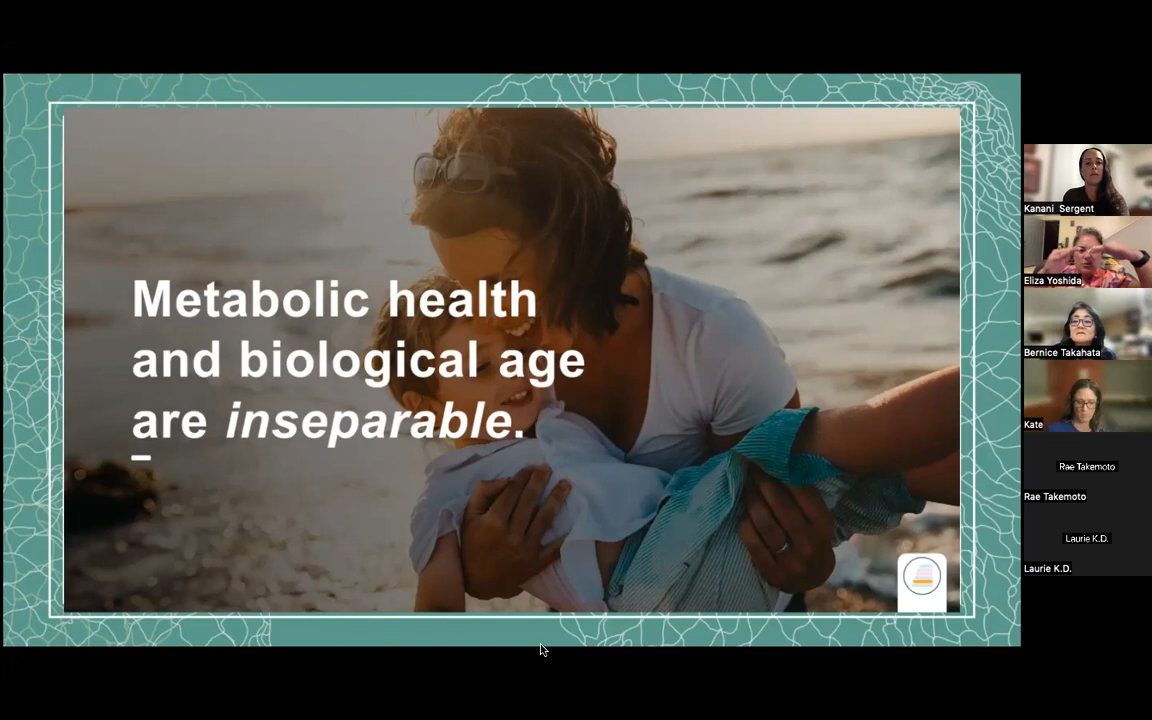 Metabolic health
and biological age
are inseparable.
Kanani Sergent
Eliza Yoshida
Bernice Takahata
Kate
Rae Takemoto
Rae Takemoto
Laurie K.D.
Laurie K.D.